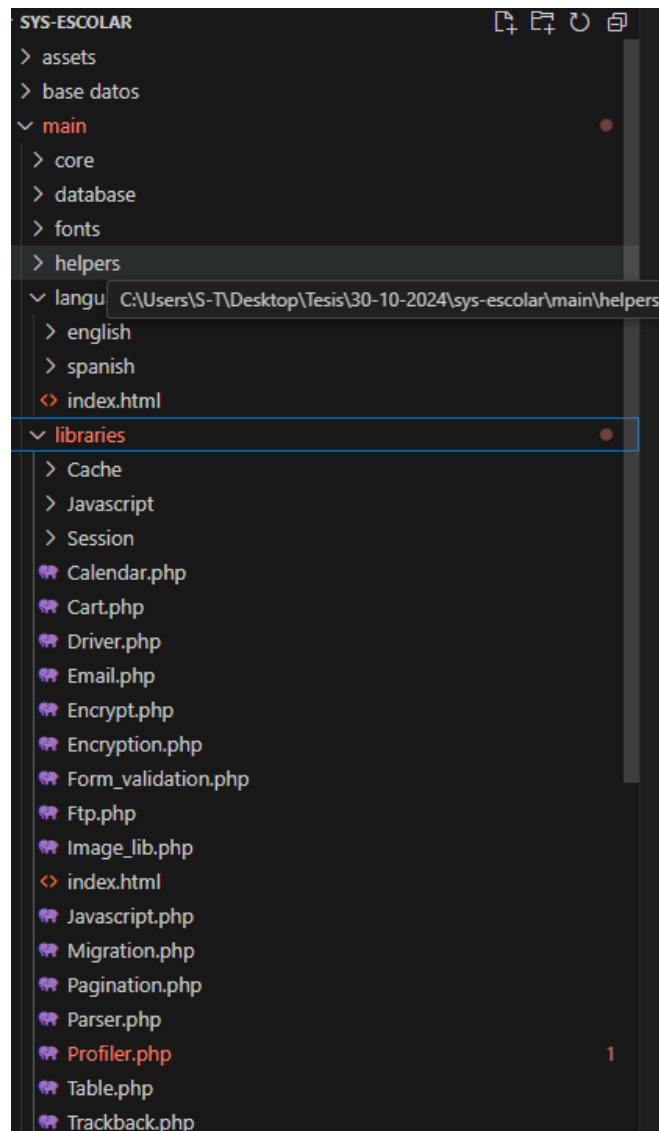 SYS-ESCOLAR
assets
base datos
main
core
database
fonts
helpers
langu C:\Users\S-T\Desktop\Tesis\30-10-2024\sys-escolar\main\helpers
english
spanish
index.html
libraries
Cache
Javascript
Session
Calendar.php
Cart.php
Driver.php
Email.php
Encrypt.php
Encryption.php
Form_validation.php
Ftp.php
Image_lib.php
index.html
Javascript.php
Migration.php
Pagination.php
Parser.php
Profiler.php 1
Table.php
Trackback.php